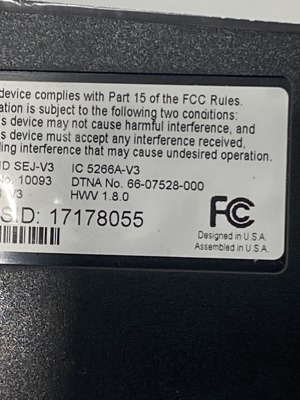 device complies with Part 15 of the FCC Rules.
ation is subject to the following two conditions:
s device may not cause harmful interference, and
s device must accept any interference received,
ding interference that may cause undesired operation.
ID SEJ-V3 IC 5266A-V3
No. 10093 DTNA No. 66-07528-000
V3 HWV 1.8.0
S.D: 17178055
FC
Designed in U.S.A.
Assembled in U.S.A.